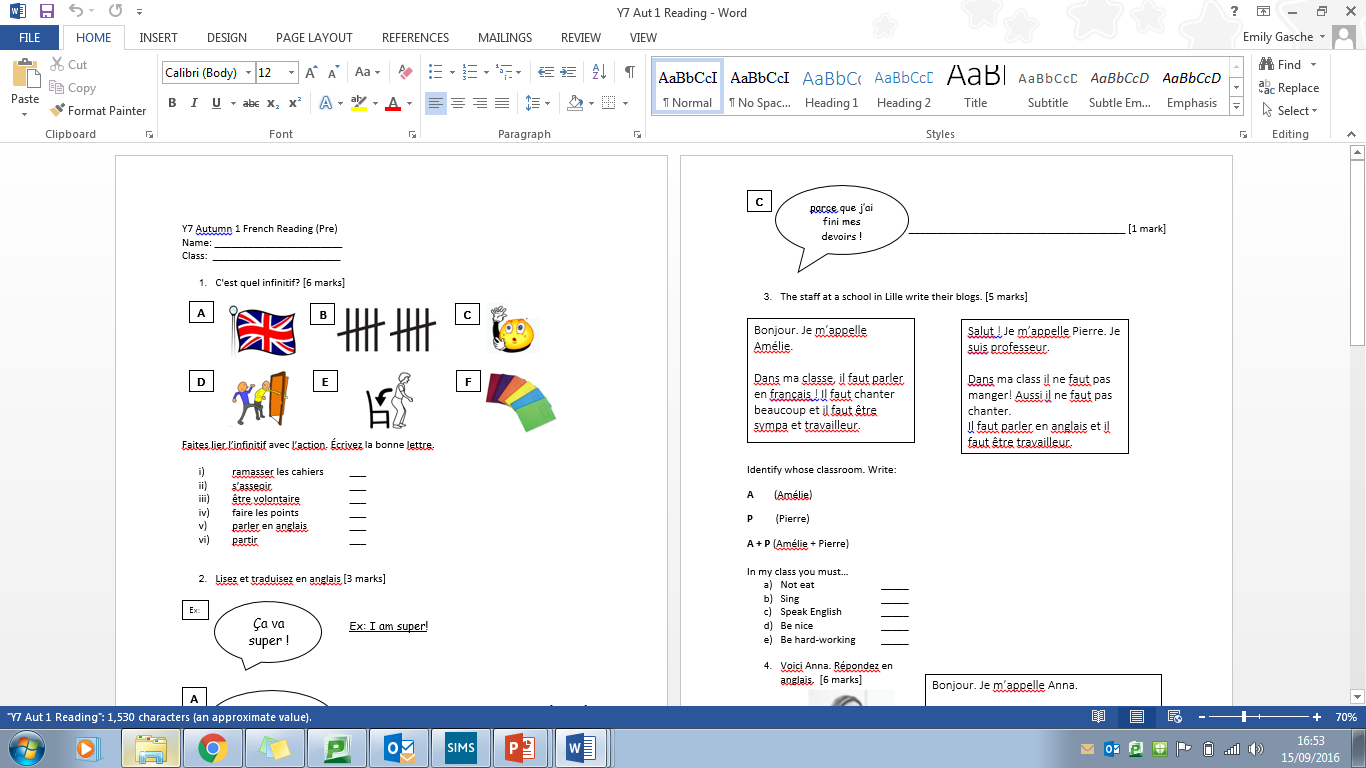 Y7 Aut 1 Reading - Word
FILE HOME INSERT DESIGN PAGE LAYOUT REFERENCES MAILINGS REVIEW VIEW Emily Gasche
Paste
Cut
Copy
Format Painter
Calibri (Body) 12
AaBbCcI AaBbCcI AaBbCc AaBbCcD AaB AaBbCcD AaBbCcD AaBbCcD
¶ Normal ¶ No Spac... Heading 1 Heading 2 Title Subtitle Subtle Em... Emphasis
Find
Replace
Select
Clipboard Font Paragraph Styles Editing
Y7 Autumn 1 French Reading (Pre)
Name: _______________________
Class: _______________________
1. C'est quel infinitif? [6 marks]
A B C
D E F
Faites lier l'infinitif avec l'action. Écrivez la bonne lettre.
i) ramasser les cahiers ___
ii) s'asseoir ___
iii) être volontaire ___
iv) faire les points ___
v) parler en anglais ___
vi) partir ___
2. Lisez et traduisez en anglais [3 marks]
Ex:
Ça va
super !
Ex: I am super!
A
C
parce que j'ai
fini mes
devoirs !
_______________________________________ [1 mark]
3. The staff at a school in Lille write their blogs. [5 marks]
Bonjour. Je m'appelle
Amélie.
Dans ma classe, il faut parler
en français ! Il faut chanter
beaucoup et il faut être
sympa et travailleur.
Salut ! Je m'appelle Pierre. Je
suis professeur.
Dans ma class il ne faut pas
manger! Aussi il ne faut pas
chanter.
Il faut parler en anglais et il
faut être travailleur.
Identify whose classroom. Write:
A (Amélie)
P (Pierre)
A + P (Amélie + Pierre)
In my class you must...
a) Not eat _____
b) Sing _____
c) Speak English _____
d) Be nice _____
e) Be hard-working _____
4. Voici Anna. Répondez en
anglais. [6 marks]
Bonjour. Je m'appelle Anna.
"Y7 Aut 1 Reading": 1,530 characters (an approximate value). 70%
SIMS
16:53
15/09/2016